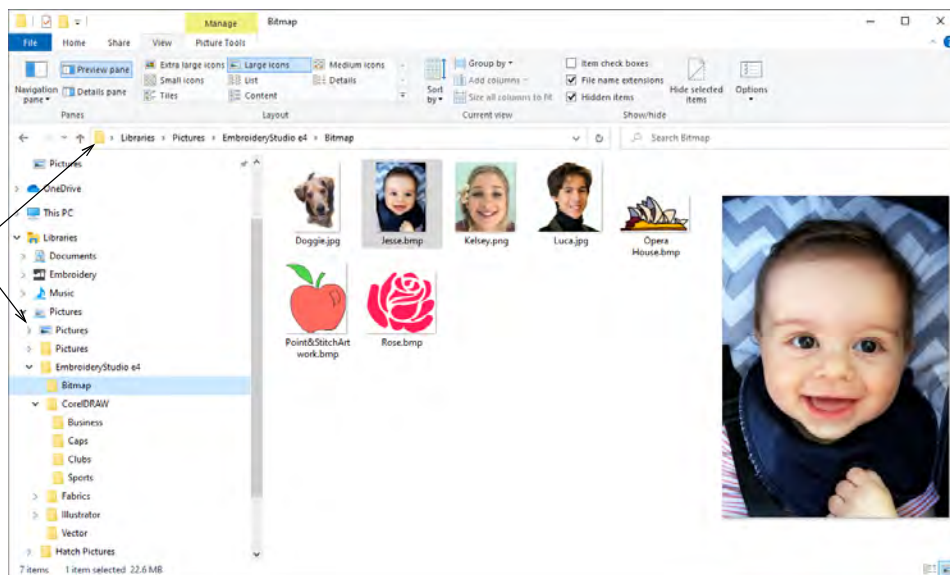 Manage Bitmap
File Home Share View Picture Tools
Navigation pane
Preview pane
Details pane
Panes
Extra large icons Large icons Medium icons
Small icons List Details
Tiles Content
Layout
Sort by
Group by
Add columns
Size all columns to fit
Current view
Item check boxes
File name extensions
Hidden items
Hide selected items
Show/hide
Options
Libraries Pictures EmbroideryStudio e4 Bitmap
Search Bitmap
Pictures
OneDrive
This PC
Libraries
Documents
Embroidery
Music
Pictures
Pictures
Pictures
EmbroideryStudio e4
Bitmap
CorelDRAW
Business
Caps
Clubs
Sports
Fabrics
Illustrator
Vector
Hatch Pictures
Doggie.jpg
Jesse.bmp
Kelsey.png
Luca.jpg
Opera
House.bmp
Point&StitchArt
work.bmp
Rose.bmp
7 items 1 item selected 22.6 MB